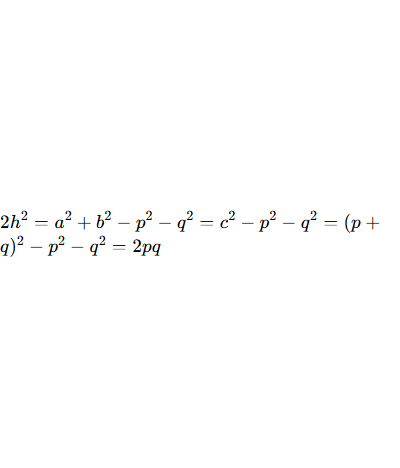 2h² = a² + b² − p² − q² = c² − p² − q² = (p +
q)² − p² − q² = 2pq